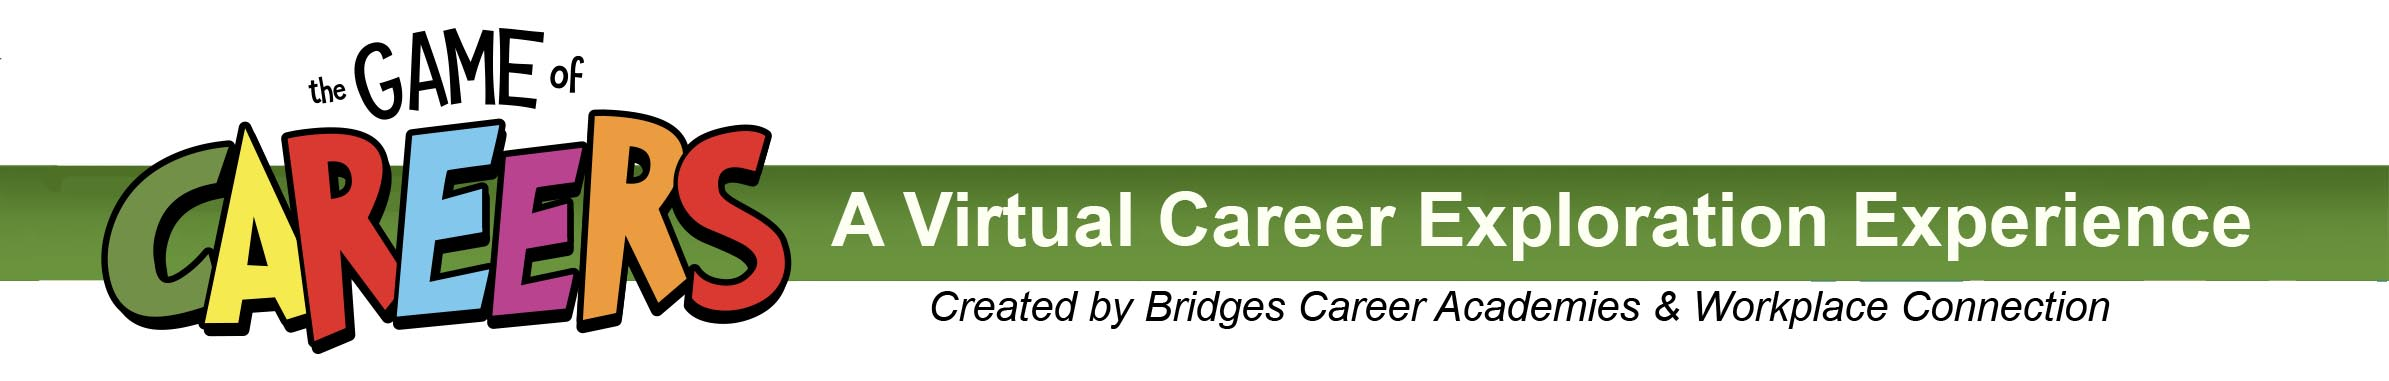 the GAME of
CAREERS
A Virtual Career Exploration Experience
Created by Bridges Career Academies & Workplace Connection